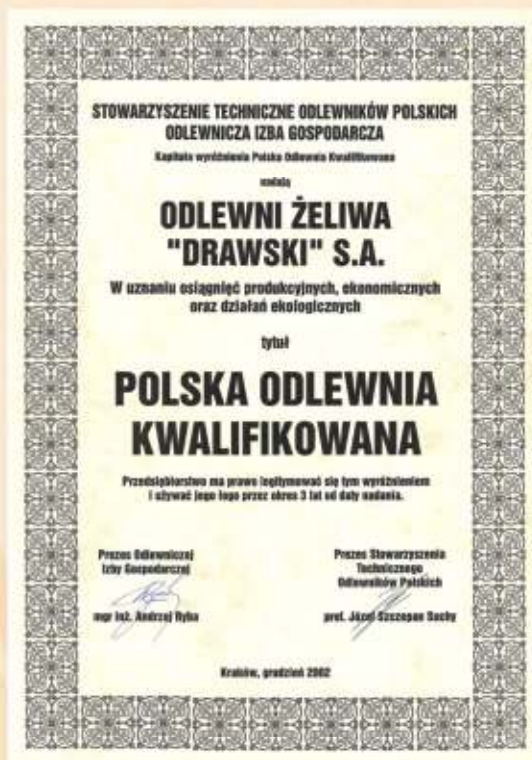 STOWARZYSZENIE TECHNICZNE ODLEWNIKÓW POLSKICH
ODLEWNICZA IZBA GOSPODARCZA
Kapituła wyróżnienia Polska Odlewnia Kwalifikowana
nadają
ODLEWNI ŻELIWA
"DRAWSKI" S.A.
W uznaniu osiągnięć produkcyjnych, ekonomicznych
oraz działań ekologicznych
tytuł
POLSKA ODLEWNIA
KWALIFIKOWANA
Przedsiębiorstwo ma prawo legitymować się tym wyróżnieniem
i używać jego logo przez okres 3 lat od daty nadania.
Prezes Odlewniczej
Izby Gospodarczej
mgr inż. Andrzej Ryba
Prezes Stowarzyszenia
Technicznego
Odlewników Polskich
prof. Józef Szczepan Suchy
Kraków, grudzień 2002